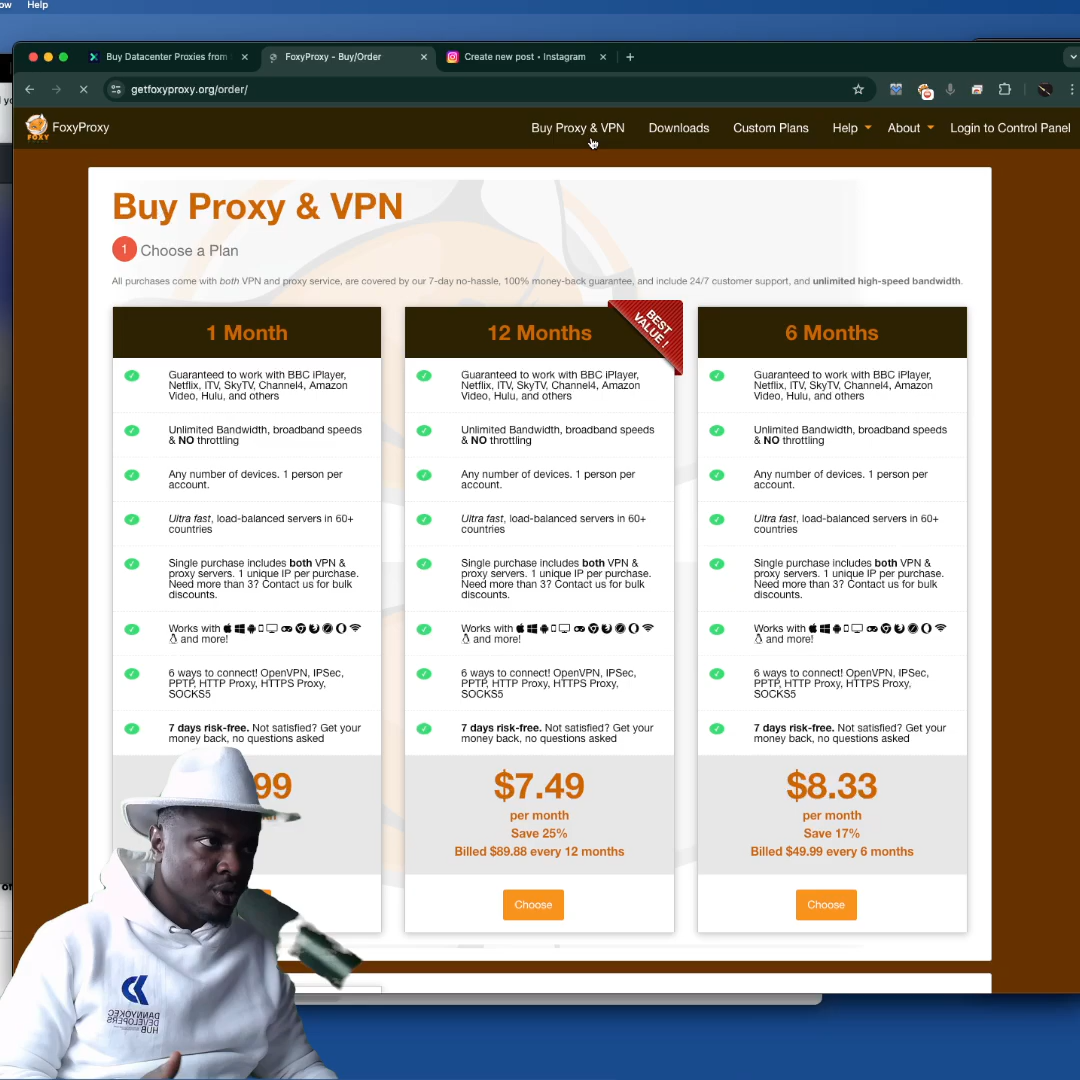 ow Help
Buy Datacenter Proxies from
FoxyProxy - Buy/Order
Create new post • Instagram
getfoxyproxy.org/order/
FOXY
FoxyProxy
Buy Proxy & VPN
Downloads
Custom Plans
Help
About
Login to Control Panel
Buy Proxy & VPN
1 Choose a Plan
All purchases come with both VPN and proxy service, are covered by our 7-day no-hassle, 100% money-back guarantee, and include 24/7 customer support, and unlimited high-speed bandwidth.
1 Month
Guaranteed to work with BBC iPlayer,
Netflix, ITV, SkyTV, Channel4, Amazon
Video, Hulu, and others
Unlimited Bandwidth, broadband speeds
& NO throttling
Any number of devices. 1 person per
account.
Ultra fast, load-balanced servers in 60+
countries
Single purchase includes both VPN &
proxy servers. 1 unique IP per purchase.
Need more than 3? Contact us for bulk
discounts.
Works with
and more!
6 ways to connect! OpenVPN, IPSec,
PPTP, HTTP Proxy, HTTPS Proxy,
SOCKS5
7 days risk-free. Not satisfied? Get your
money back, no questions asked
99
12 Months
BEST
VALUE !
Guaranteed to work with BBC iPlayer,
Netflix, ITV, SkyTV, Channel4, Amazon
Video, Hulu, and others
Unlimited Bandwidth, broadband speeds
& NO throttling
Any number of devices. 1 person per
account.
Ultra fast, load-balanced servers in 60+
countries
Single purchase includes both VPN &
proxy servers. 1 unique IP per purchase.
Need more than 3? Contact us for bulk
discounts.
Works with
and more!
6 ways to connect! OpenVPN, IPSec,
PPTP, HTTP Proxy, HTTPS Proxy,
SOCKS5
7 days risk-free. Not satisfied? Get your
money back, no questions asked
$7.49
per month
Save 25%
Billed $89.88 every 12 months
Choose
6 Months
Guaranteed to work with BBC iPlayer,
Netflix, ITV, SkyTV, Channel4, Amazon
Video, Hulu, and others
Unlimited Bandwidth, broadband speeds
& NO throttling
Any number of devices. 1 person per
account.
Ultra fast, load-balanced servers in 60+
countries
Single purchase includes both VPN &
proxy servers. 1 unique IP per purchase.
Need more than 3? Contact us for bulk
discounts.
Works with
and more!
6 ways to connect! OpenVPN, IPSec,
PPTP, HTTP Proxy, HTTPS Proxy,
SOCKS5
7 days risk-free. Not satisfied? Get your
money back, no questions asked
$8.33
per month
Save 17%
Billed $49.99 every 6 months
Choose
DANNYOKEC
DEVELOPERS
HUB